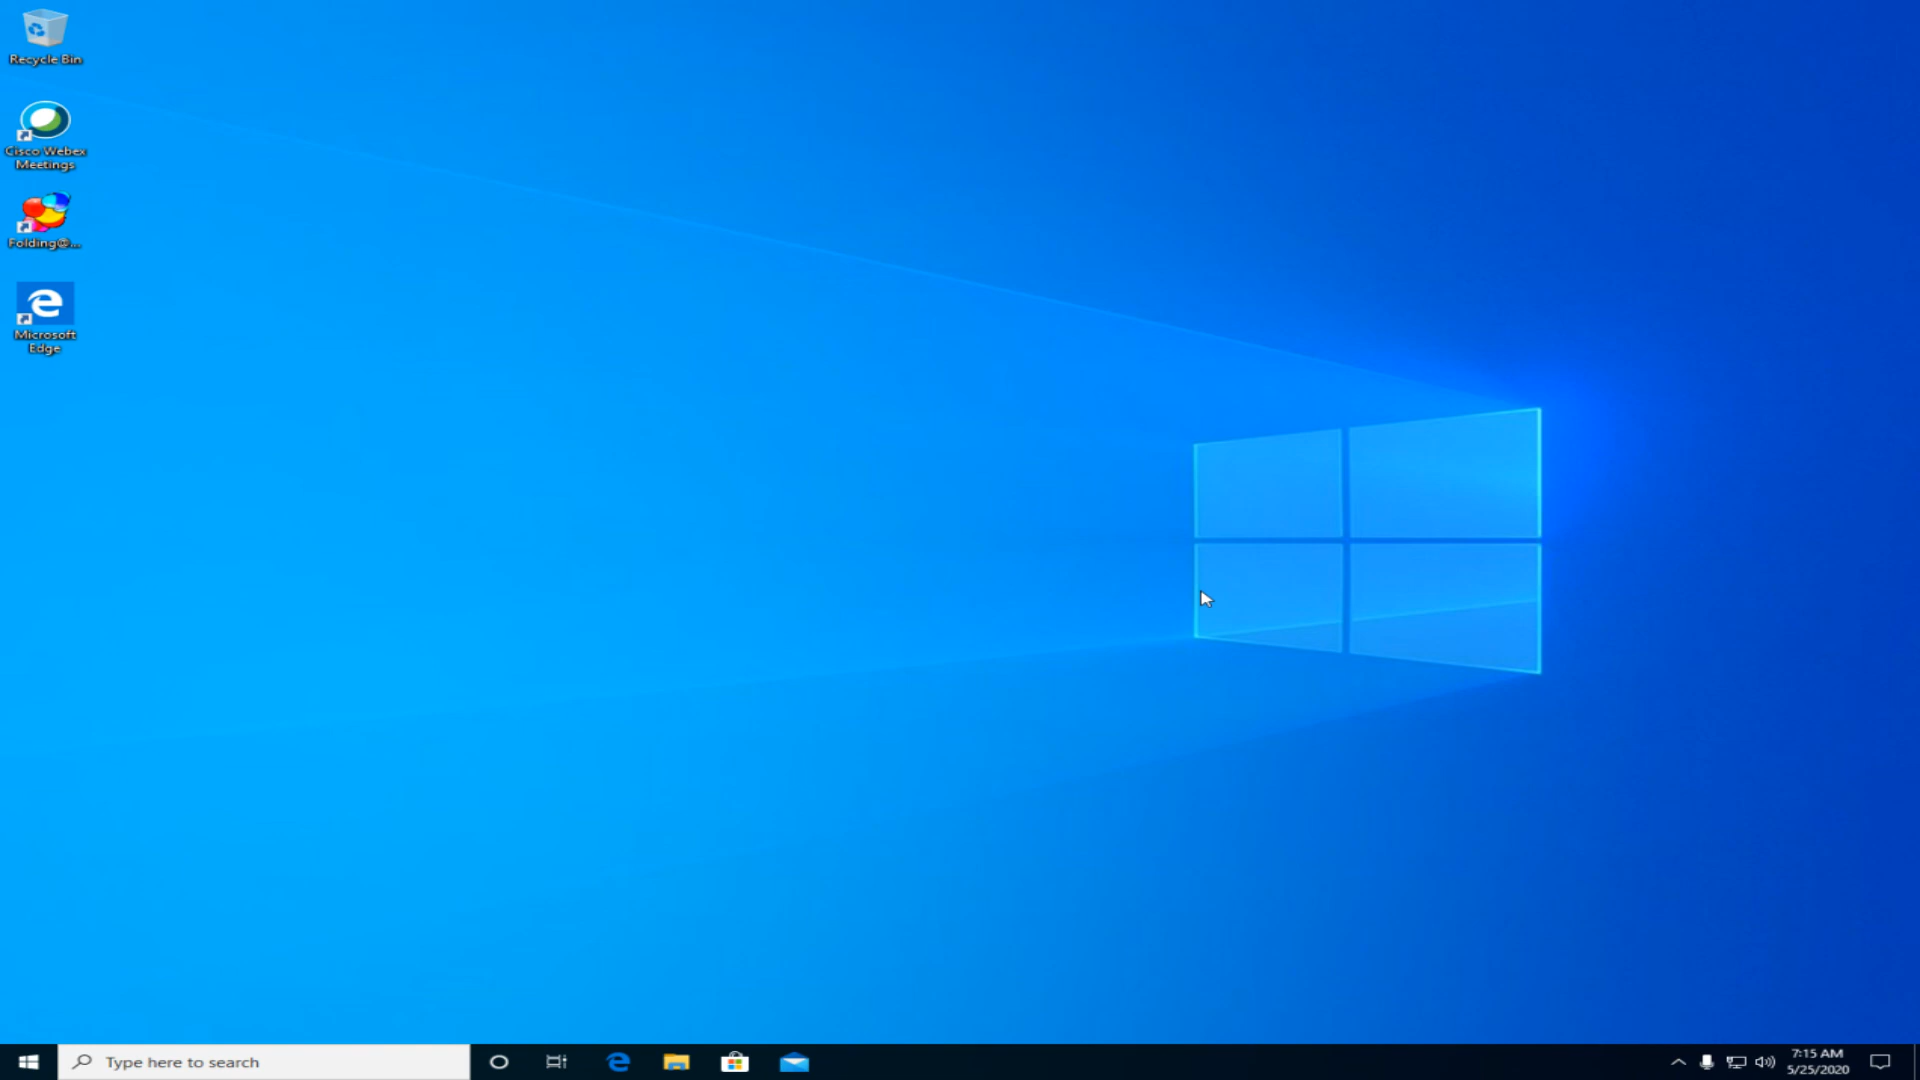 Recycle Bin
Cisco Webex
Meetings
Folding@...
Microsoft
Edge
Type here to search
7:15 AM
5/25/2020